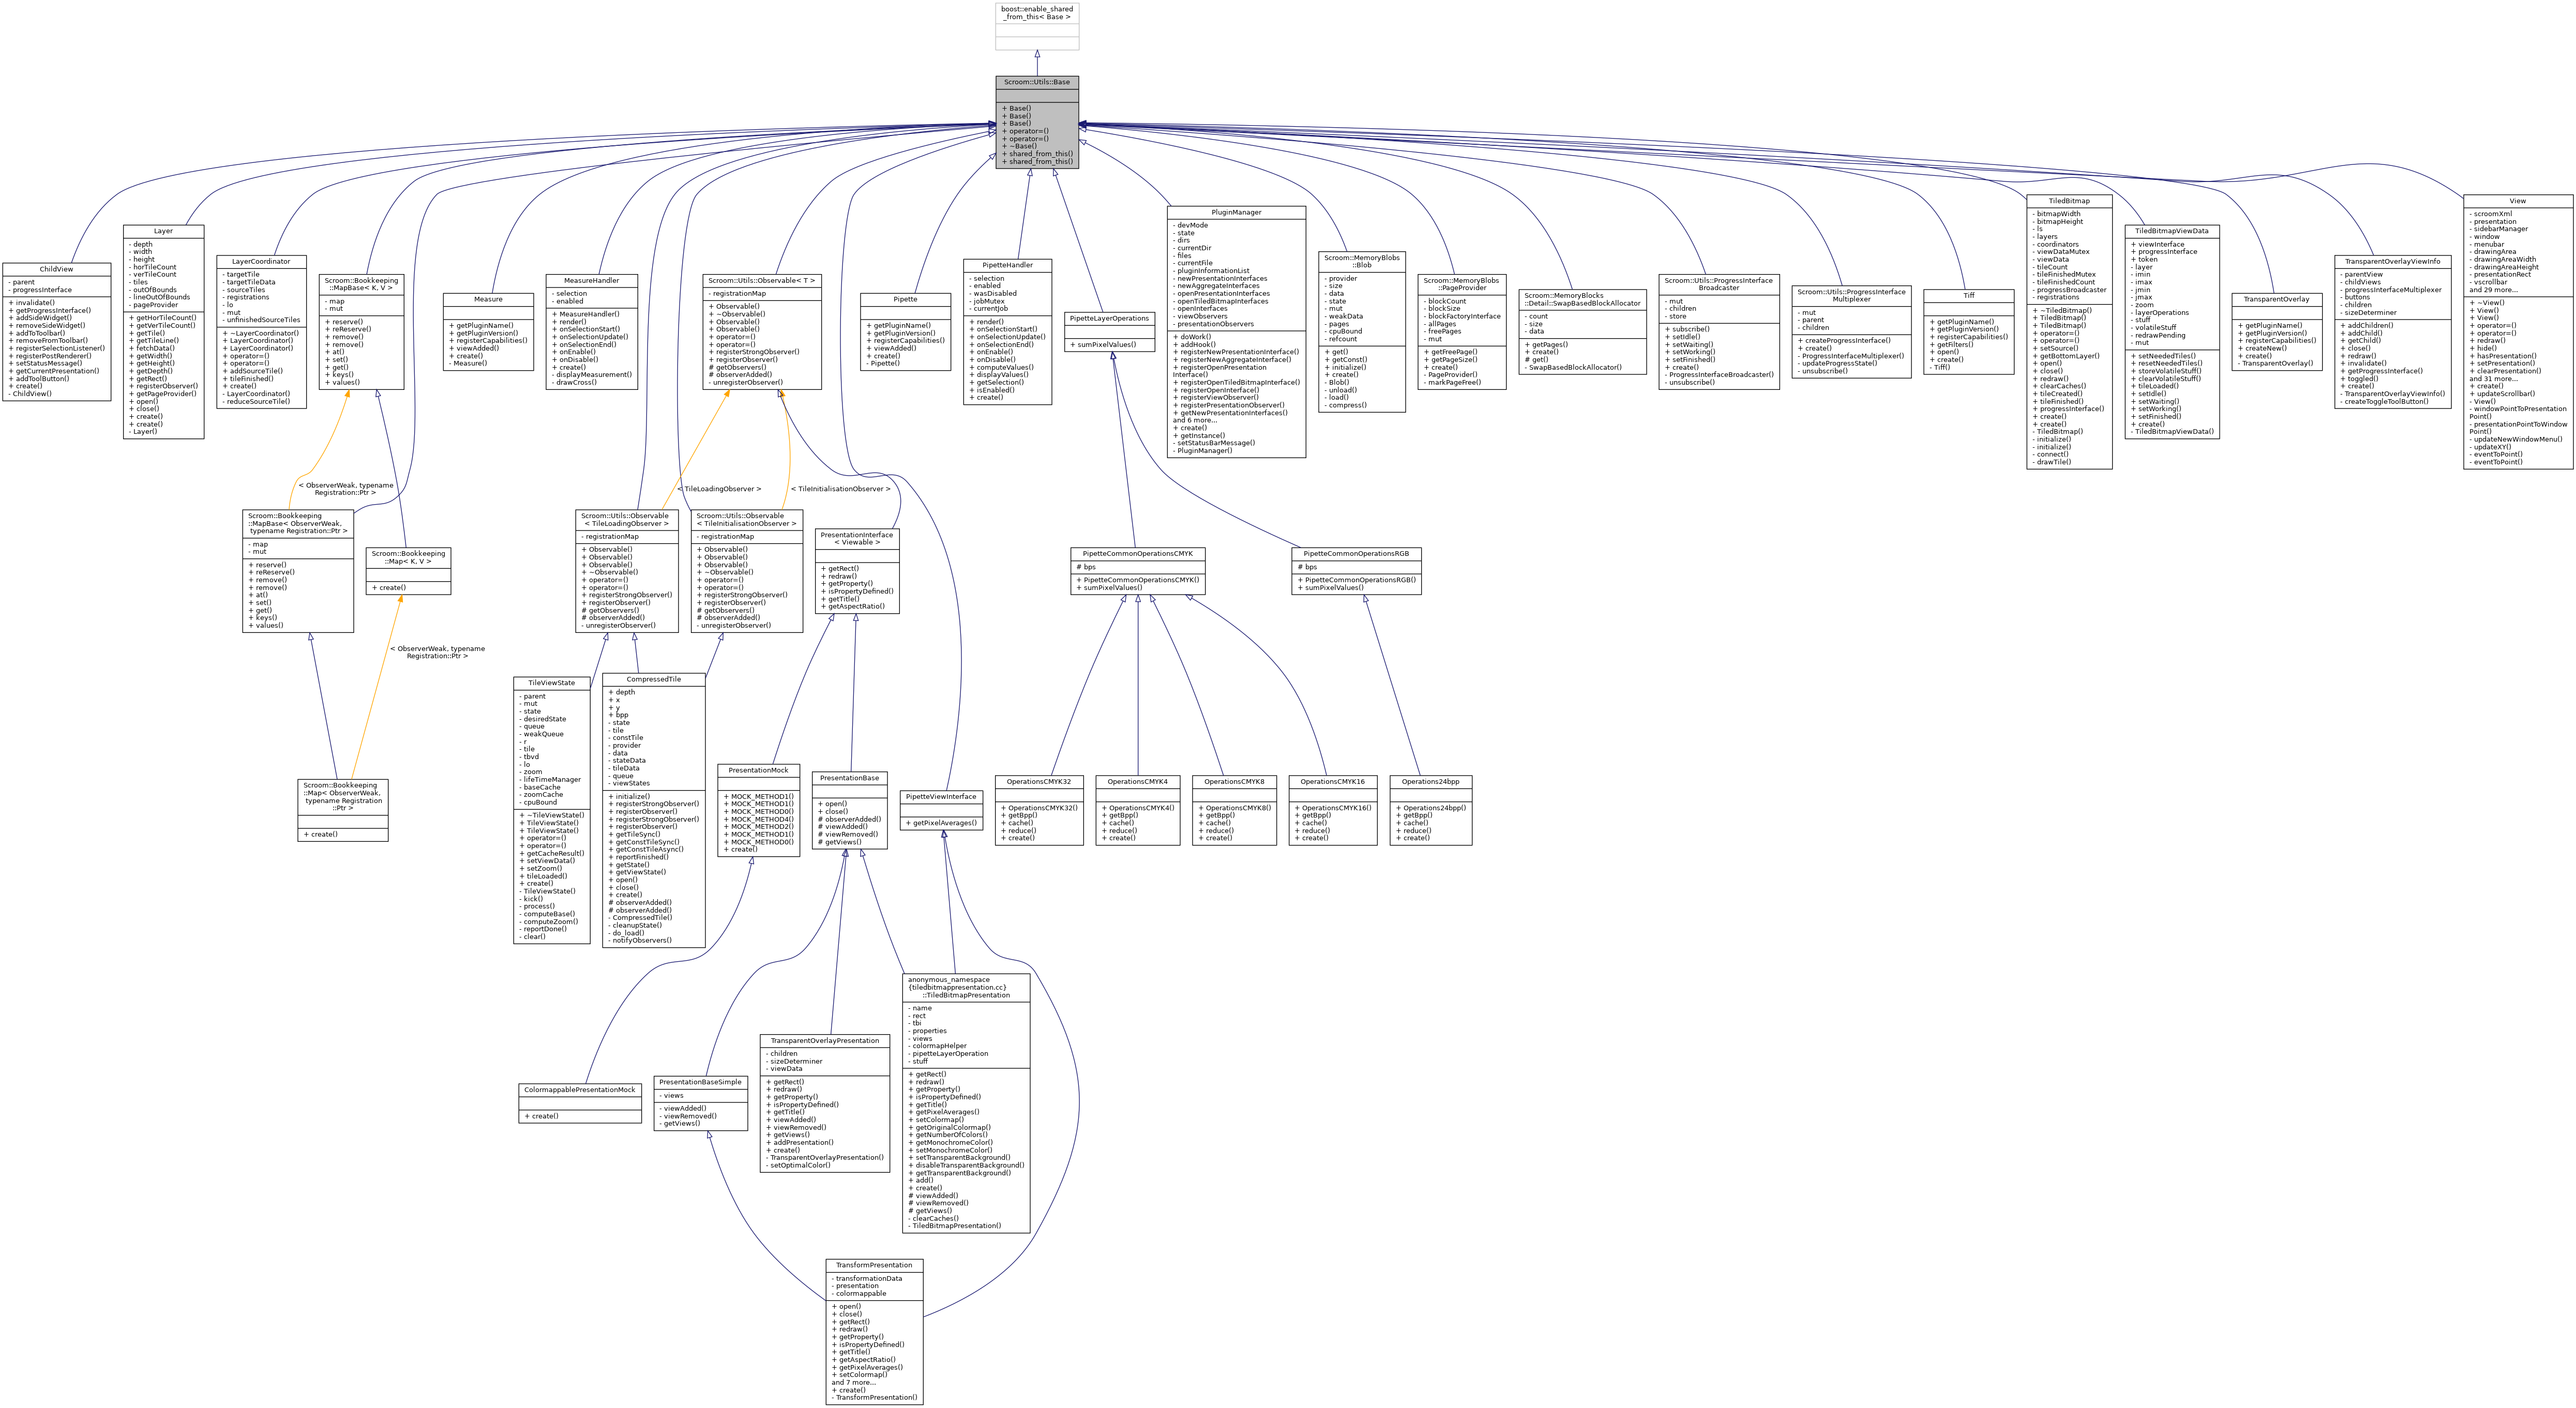 boost::enable_shared
_from_this< Base >
Scroom::Utils::Base
+ Base()
+ Base()
+ Base()
+ operator=()
+ operator=()
+ ~Base()
+ shared_from_this()
+ shared_from_this()
ChildView
- parent
- progressInterface
+ invalidate()
+ getProgressInterface()
+ addSideWidget()
+ removeSideWidget()
+ addToToolbar()
+ removeFromToolbar()
+ registerSelectionListener()
+ registerPostRenderer()
+ setStatusMessage()
+ getCurrentPresentation()
+ addToolButton()
+ create()
- ChildView()
Layer
- depth
- width
- height
- horTileCount
- verTileCount
- tiles
- outOfBounds
- lineOutOfBounds
- pageProvider
+ getHorTileCount()
+ getVerTileCount()
+ getTile()
+ getTileLine()
+ fetchData()
+ getHeight()
+ getWidth()
+ getDepth()
+ getRect()
+ registerObserver()
+ getPageProvider()
+ open()
+ close()
+ create()
+ create()
- Layer()
LayerCoordinator
- targetTile
- targetTileData
- sourceTiles
- registrations
- lo
- mut
- unfinishedSourceTiles
+ ~LayerCoordinator()
+ LayerCoordinator()
+ LayerCoordinator()
+ operator=()
+ operator=()
+ addSourceTile()
+ tileFinished()
+ create()
- LayerCoordinator()
- reduceSourceTile()
Scroom::Bookkeeping
::MapBase< K, V >
- map
- mut
+ reserve()
+ reReserve()
+ remove()
+ remove()
+ at()
+ set()
+ get()
+ keys()
+ values()
Measure
+ getPluginName()
+ getPluginVersion()
+ registerCapabilities()
+ viewAdded()
+ create()
- Measure()
MeasureHandler
- selection
- enabled
+ MeasureHandler()
+ render()
+ onSelectionStart()
+ onSelectionUpdate()
+ onSelectionEnd()
+ onEnable()
+ onDisable()
+ create()
- displayMeasurement()
- drawCross()
Scroom::Utils::Observable< T >
- registrationMap
+ Observable()
+ ~Observable()
+ Observable()
+ Observable()
+ operator=()
+ operator=()
+ registerStrongObserver()
+ registerObserver()
# getObservers()
# observerAdded()
- unregisterObserver()
Pipette
+ getPluginName()
+ getPluginVersion()
+ registerCapabilities()
+ viewAdded()
+ create()
- Pipette()
PipetteHandler
- selection
- enabled
- wasDisabled
- jobMutex
- currentJob
+ render()
+ onSelectionStart()
+ onSelectionUpdate()
+ onSelectionEnd()
+ onEnable()
+ onDisable()
+ computeValues()
+ displayValues()
+ getSelection()
+ isEnabled()
+ create()
PipetteLayerOperations
+ sumPixelValues()
PluginManager
- devMode
- state
- dirs
- currentDir
- files
- currentFile
- pluginInformationList
- newPresentationInterfaces
- newAggregateInterfaces
- openPresentationInterfaces
- openTiledBitmapInterfaces
- openInterfaces
- viewObservers
- presentationObservers
+ doWork()
+ addHook()
+ registerNewPresentationInterface()
+ registerNewAggregateInterface()
+ registerOpenPresentation
Interface()
+ registerOpenTiledBitmapInterface()
+ registerOpenInterface()
+ registerViewObserver()
+ registerPresentationObserver()
+ getNewPresentationInterfaces()
and 6 more...
+ create()
+ getInstance()
- setStatusBarMessage()
- PluginManager()
Scroom::MemoryBlobs
::Blob
- provider
- size
- data
- state
- mut
- weakData
- pages
- cpuBound
- refcount
+ get()
+ getConst()
+ initialize()
+ create()
- Blob()
- unload()
- load()
- compress()
Scroom::MemoryBlobs
::PageProvider
- blockCount
- blockSize
- blockFactoryInterface
- allPages
- freePages
- mut
+ getFreePage()
+ getPageSize()
+ create()
- PageProvider()
- markPageFree()
Scroom::MemoryBlocks
::Detail::SwapBasedBlockAllocator
- count
- size
- data
+ getPages()
+ create()
# get()
- SwapBasedBlockAllocator()
Scroom::Utils::ProgressInterface
Broadcaster
- mut
- children
- store
+ subscribe()
+ setIdle()
+ setWaiting()
+ setWorking()
+ setFinished()
+ create()
- ProgressInterfaceBroadcaster()
- unsubscribe()
Scroom::Utils::ProgressInterface
Multiplexer
- mut
- parent
- children
+ createProgressInterface()
+ create()
- ProgressInterfaceMultiplexer()
- updateProgressState()
- unsubscribe()
Tiff
+ getPluginName()
+ getPluginVersion()
+ registerCapabilities()
+ getFilters()
+ open()
+ create()
- Tiff()
TiledBitmap
- bitmapWidth
- bitmapHeight
- ls
- layers
- coordinators
- viewDataMutex
- viewData
- tileCount
- tileFinishedMutex
- tileFinishedCount
- progressBroadcaster
- registrations
+ ~TiledBitmap()
+ TiledBitmap()
+ TiledBitmap()
+ operator=()
+ operator=()
+ setSource()
+ getBottomLayer()
+ open()
+ close()
+ redraw()
+ clearCaches()
+ tileCreated()
+ tileFinished()
+ progressInterface()
+ create()
+ create()
- TiledBitmap()
- initialize()
- initialize()
- connect()
- drawTile()
TiledBitmapViewData
+ viewInterface
+ progressInterface
+ token
- layer
- imin
- imax
- jmin
- jmax
- zoom
- layerOperations
- stuff
- volatileStuff
- redrawPending
- mut
+ setNeededTiles()
+ resetNeededTiles()
+ storeVolatileStuff()
+ clearVolatileStuff()
+ tileLoaded()
+ setIdle()
+ setWaiting()
+ setWorking()
+ setFinished()
+ create()
- TiledBitmapViewData()
TransparentOverlay
+ getPluginName()
+ getPluginVersion()
+ registerCapabilities()
+ createNew()
+ create()
- TransparentOverlay()
TransparentOverlayViewInfo
- parentView
- childViews
- progressInterfaceMultiplexer
- buttons
- children
- sizeDeterminer
+ addChildren()
+ addChild()
+ getChild()
+ close()
+ redraw()
+ invalidate()
+ getProgressInterface()
+ toggled()
+ create()
- TransparentOverlayViewInfo()
- createToggleToolButton()
View
- scroomXml
- presentation
- sidebarManager
- window
- menubar
- drawingArea
- drawingAreaWidth
- drawingAreaHeight
- presentationRect
- vscrollbar
and 29 more...
+ ~View()
+ View()
+ View()
+ operator=()
+ operator=()
+ redraw()
+ hide()
+ hasPresentation()
+ setPresentation()
+ clearPresentation()
and 31 more...
+ create()
+ updateScrollbar()
- View()
- windowPointToPresentation
Point()
- presentationPointToWindow
Point()
- updateNewWindowMenu()
- updateXY()
- eventToPoint()
- eventToPoint()
< ObserverWeak, typename
Registration::Ptr >
< TileLoadingObserver >
< TileInitialisationObserver >
Scroom::Bookkeeping
::MapBase< ObserverWeak,
typename Registration::Ptr >
- map
- mut
+ reserve()
+ reReserve()
+ remove()
+ remove()
+ at()
+ set()
+ get()
+ keys()
+ values()
Scroom::Bookkeeping
::Map< K, V >
+ create()
Scroom::Utils::Observable
< TileLoadingObserver >
- registrationMap
+ Observable()
+ Observable()
+ Observable()
+ ~Observable()
+ operator=()
+ operator=()
+ registerStrongObserver()
+ registerObserver()
# getObservers()
# observerAdded()
- unregisterObserver()
Scroom::Utils::Observable
< TileInitialisationObserver >
- registrationMap
+ Observable()
+ Observable()
+ Observable()
+ ~Observable()
+ operator=()
+ operator=()
+ registerStrongObserver()
+ registerObserver()
# getObservers()
# observerAdded()
- unregisterObserver()
PresentationInterface
< Viewable >
+ getRect()
+ redraw()
+ getProperty()
+ isPropertyDefined()
+ getTitle()
+ getAspectRatio()
PipetteCommonOperationsCMYK
# bps
+ PipetteCommonOperationsCMYK()
+ sumPixelValues()
PipetteCommonOperationsRGB
# bps
+ PipetteCommonOperationsRGB()
+ sumPixelValues()
< ObserverWeak, typename
Registration::Ptr >
TileViewState
- parent
- mut
- state
- desiredState
- queue
- weakQueue
- r
- tile
- tbvd
- lo
- zoom
- lifeTimeManager
- baseCache
- zoomCache
- cpuBound
+ ~TileViewState()
+ TileViewState()
+ TileViewState()
+ operator=()
+ operator=()
+ getCacheResult()
+ setViewData()
+ setZoom()
+ tileLoaded()
+ create()
- TileViewState()
- kick()
- process()
- computeBase()
- computeZoom()
- reportDone()
- clear()
CompressedTile
+ depth
+ x
+ y
+ bpp
- state
- tile
- constTile
- provider
- data
- stateData
- tileData
- queue
- viewStates
+ initialize()
+ registerStrongObserver()
+ registerObserver()
+ registerStrongObserver()
+ registerObserver()
+ getTileSync()
+ getConstTileSync()
+ getConstTileAsync()
+ reportFinished()
+ getState()
+ getViewState()
+ open()
+ close()
+ create()
# observerAdded()
# observerAdded()
- CompressedTile()
- cleanupState()
- do_load()
- notifyObservers()
Scroom::Bookkeeping
::Map< ObserverWeak,
typename Registration
::Ptr >
+ create()
PresentationMock
+ MOCK_METHOD1()
+ MOCK_METHOD1()
+ MOCK_METHOD0()
+ MOCK_METHOD4()
+ MOCK_METHOD2()
+ MOCK_METHOD1()
+ MOCK_METHOD0()
+ create()
PresentationBase
+ open()
+ close()
# observerAdded()
# viewAdded()
# viewRemoved()
# getViews()
PipetteViewInterface
+ getPixelAverages()
OperationsCMYK32
+ OperationsCMYK32()
+ getBpp()
+ cache()
+ reduce()
+ create()
OperationsCMYK4
+ OperationsCMYK4()
+ getBpp()
+ cache()
+ reduce()
+ create()
OperationsCMYK8
+ OperationsCMYK8()
+ getBpp()
+ cache()
+ reduce()
+ create()
OperationsCMYK16
+ OperationsCMYK16()
+ getBpp()
+ cache()
+ reduce()
+ create()
Operations24bpp
+ Operations24bpp()
+ getBpp()
+ cache()
+ reduce()
+ create()
ColormappablePresentationMock
+ create()
PresentationBaseSimple
- views
- viewAdded()
- viewRemoved()
- getViews()
TransparentOverlayPresentation
- children
- sizeDeterminer
- viewData
+ getRect()
+ redraw()
+ getProperty()
+ isPropertyDefined()
+ getTitle()
+ viewAdded()
+ viewRemoved()
+ getViews()
+ addPresentation()
+ create()
- TransparentOverlayPresentation()
- setOptimalColor()
anonymous_namespace
{tiledbitmappresentation.cc}
::TiledBitmapPresentation
- name
- rect
- tbi
- properties
- views
- colormapHelper
- pipetteLayerOperation
- stuff
+ getRect()
+ redraw()
+ getProperty()
+ isPropertyDefined()
+ getTitle()
+ getPixelAverages()
+ setColormap()
+ getOriginalColormap()
+ getNumberOfColors()
+ getMonochromeColor()
+ setMonochromeColor()
+ setTransparentBackground()
+ disableTransparentBackground()
+ getTransparentBackground()
+ add()
+ create()
# viewAdded()
# viewRemoved()
# getViews()
- clearCaches()
- TiledBitmapPresentation()
TransformPresentation
- transformationData
- presentation
- colormappable
+ open()
+ close()
+ getRect()
+ redraw()
+ getProperty()
+ isPropertyDefined()
+ getTitle()
+ getAspectRatio()
+ getPixelAverages()
+ setColormap()
and 7 more...
+ create()
- TransformPresentation()